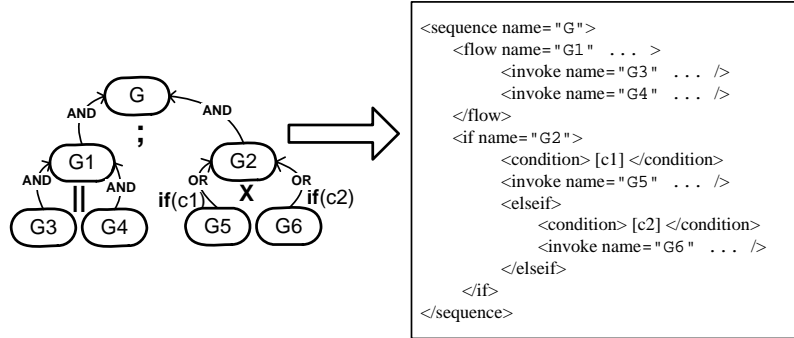 G
AND
AND
;
G1
G2
AND
AND
OR
OR
||
X
if(c1)
if(c2)
G3
G4
G5
G6
<sequence name="G">
<flow name="G1" ... >
<invoke name="G3" ... />
<invoke name="G4" ... />
</flow>
<if name="G2">
<condition> [c1] </condition>
<invoke name="G5" ... />
<elseif>
<condition> [c2] </condition>
<invoke name="G6" ... />
</elseif>
</if>
</sequence>